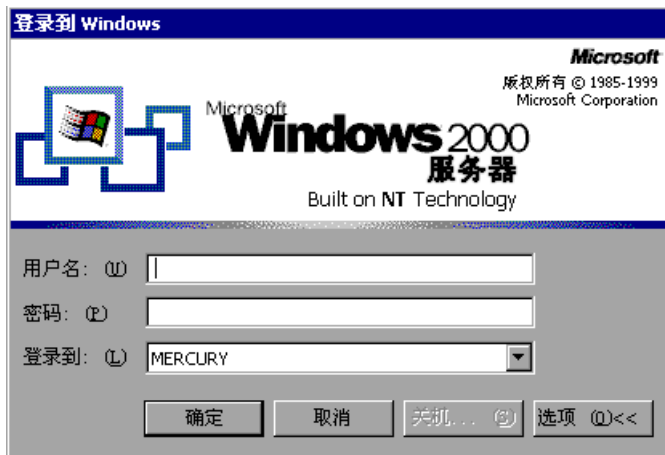 登录到 Windows
Microsoft
版权所有 © 1985-1999
Microsoft Corporation
Microsoft
Windows 2000
服务器
Built on NT Technology
用户名: (U)
密码: (P)
登录到: (L) MERCURY
确定 取消 关机... (S) 选项 (O)<<